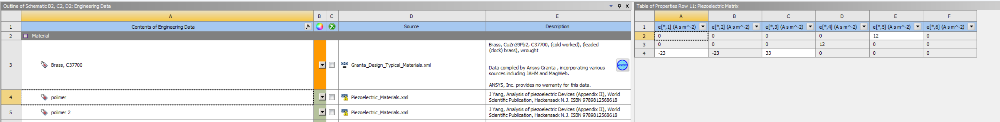 Outline of Schematic B2, C2, D2: Engineering Data
A B C D E
1 Contents of Engineering Data Source Description
2 Material
3 Brass, C37700 Granta_Design_Typical_Materials.xml
Brass, CuZn39Pb2, C37700, (cold worked), (leaded
(clock) brass), wrought
Data compiled by Ansys Granta , incorporating various
sources including JAHM and MagWeb.
ANSYS, Inc. provides no warranty for this data.
www
4 polimer Piezoelectric_Materials.xml
J Yang, Analysis of piezoelectric Devices (Appendix II), World
Scientific Publication, Hackensack N.J. ISBN 9789812568618
5 polimer 2 Piezoelectric_Materials.xml
J Yang, Analysis of piezoelectric Devices (Appendix II), World
Scientific Publication, Hackensack N.J. ISBN 9789812568618
Table of Properties Row 11: Piezoelectric Matrix
A B C D E F
1 e[*,1] (A s m^-2) e[*,2] (A s m^-2) e[*,3] (A s m^-2) e[*,4] (A s m^-2) e[*,5] (A s m^-2) e[*,6] (A s m^-2)
2 0 0 0 0 12 0
3 0 0 0 12 0 0
4 -23 -23 33 0 0 0